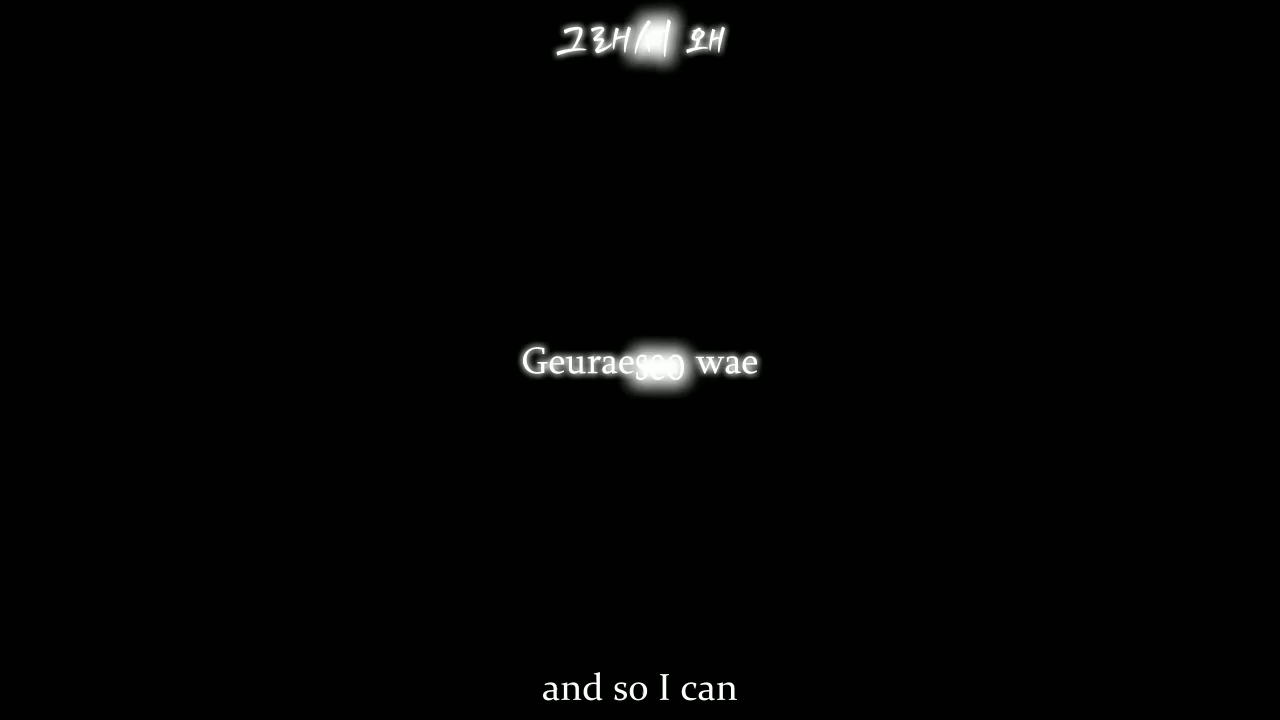 그래서 왜
Geuraeseo wae
and so I can